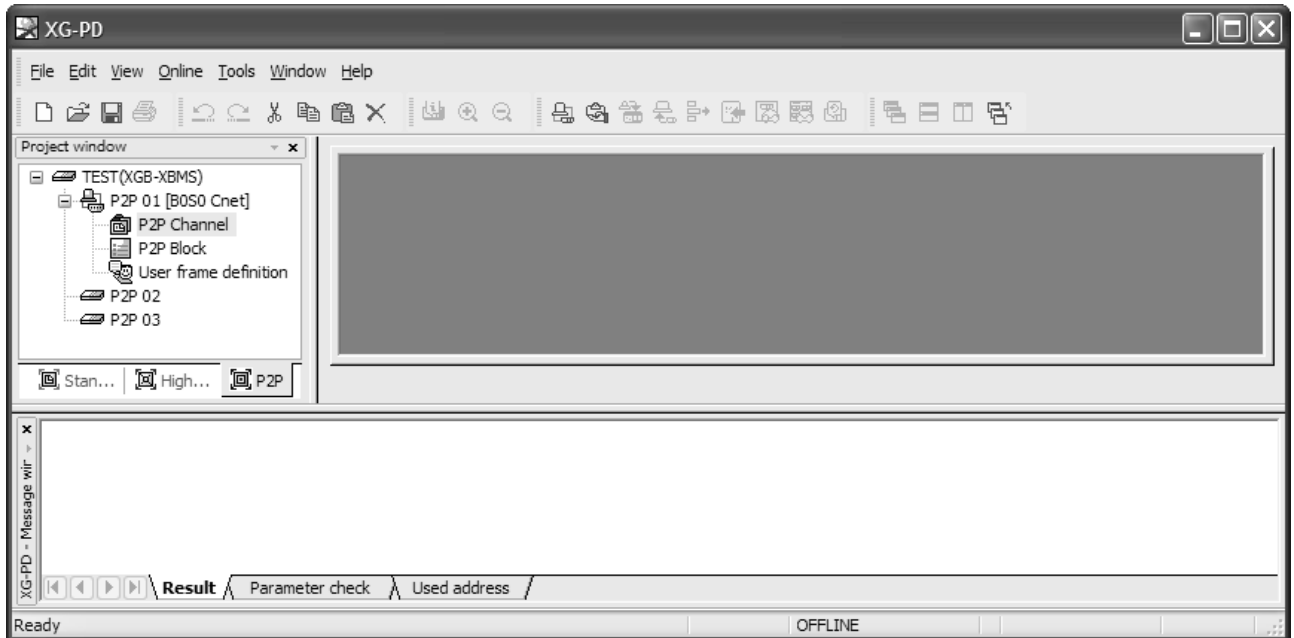 XG-PD
File Edit View Online Tools Window Help
Project window
TEST(XGB-XBMS)
P2P 01 [B0S0 Cnet]
P2P Channel
P2P Block
User frame definition
P2P 02
P2P 03
Stan... High... P2P
XG-PD - Message wir
Result Parameter check Used address
Ready OFFLINE